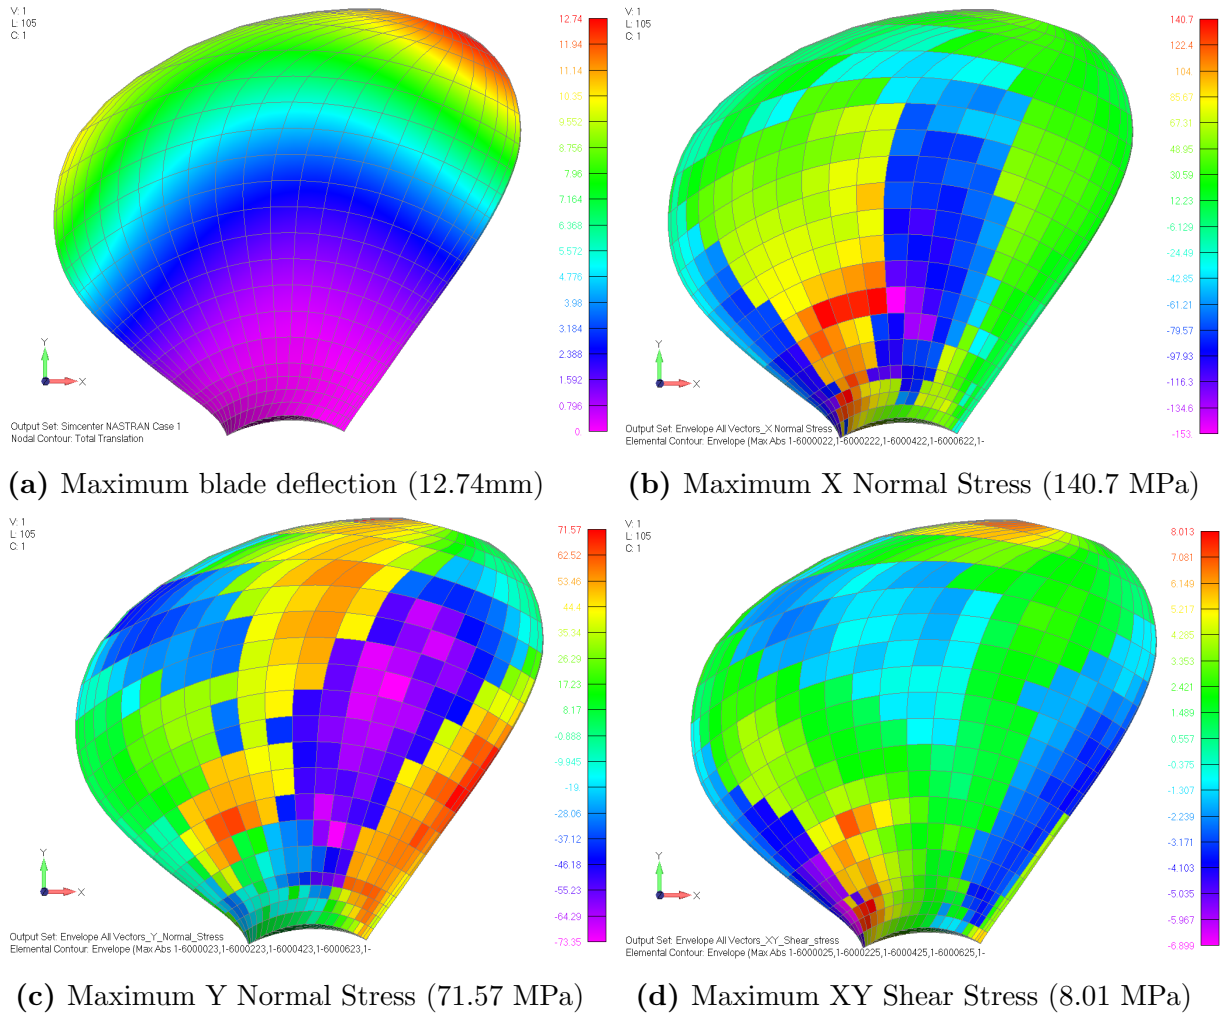 V: 1
L: 105
C: 1
12.74
11.94
11.14
10.35
9.552
8.756
7.96
7.164
6.368
5.572
4.776
3.98
3.184
2.388
1.592
0.796
0.
Y
X
Output Set: Simcenter NASTRAN Case 1
Nodal Contour: Total Translation
(a) Maximum blade deflection (12.74mm)
V: 1
L: 105
C: 1
140.7
122.4
104.
85.67
67.31
48.95
30.59
12.23
-6.129
-24.49
-42.85
-61.21
-79.57
-97.93
-116.3
-134.6
-153.
Y
X
Output Set: Envelope All Vectors_X Normal Stress
Elemental Contour: Envelope (Max Abs 1-6000022,1-6000222,1-6000422,1-6000622,1-
(b) Maximum X Normal Stress (140.7 MPa)
V: 1
L: 105
C: 1
71.57
62.52
53.46
44.4
35.34
26.29
17.23
8.17
-0.888
-9.945
-19.
-28.06
-37.12
-46.18
-55.23
-64.29
-73.35
Y
X
Output Set: Envelope All Vectors_Y_Normal_Stress
Elemental Contour: Envelope (Max Abs 1-6000023,1-6000223,1-6000423,1-6000623,1-
(c) Maximum Y Normal Stress (71.57 MPa)
V: 1
L: 105
C: 1
8.013
7.081
6.149
5.217
4.285
3.353
2.421
1.489
0.557
-0.375
-1.307
-2.239
-3.171
-4.103
-5.035
-5.967
-6.899
Y
X
Output Set: Envelope All Vectors_XY_Shear_stress
Elemental Contour: Envelope (Max Abs 1-6000025,1-6000225,1-6000425,1-6000625,1-
(d) Maximum XY Shear Stress (8.01 MPa)